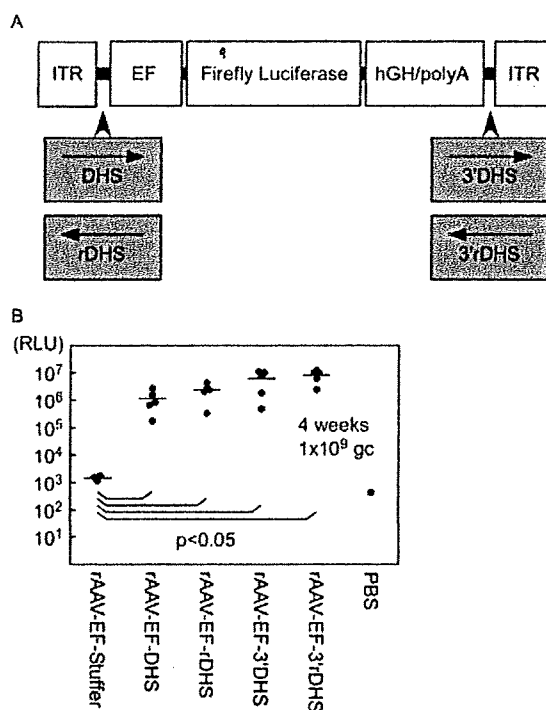 A
ITR EF Firefly Luciferase hGH/polyA ITR
DHS 3'DHS
rDHS 3'rDHS
B
(RLU)
10⁷
10⁶
10⁵
10³
10²
10¹
4 weeks
1x10⁹ gc
p<0.05
rAAV-EF-Stuffer
rAAV-EF-DHS
rAAV-EF-rDHS
rAAV-EF-3'DHS
rAAV-EF-3'rDHS
PBS